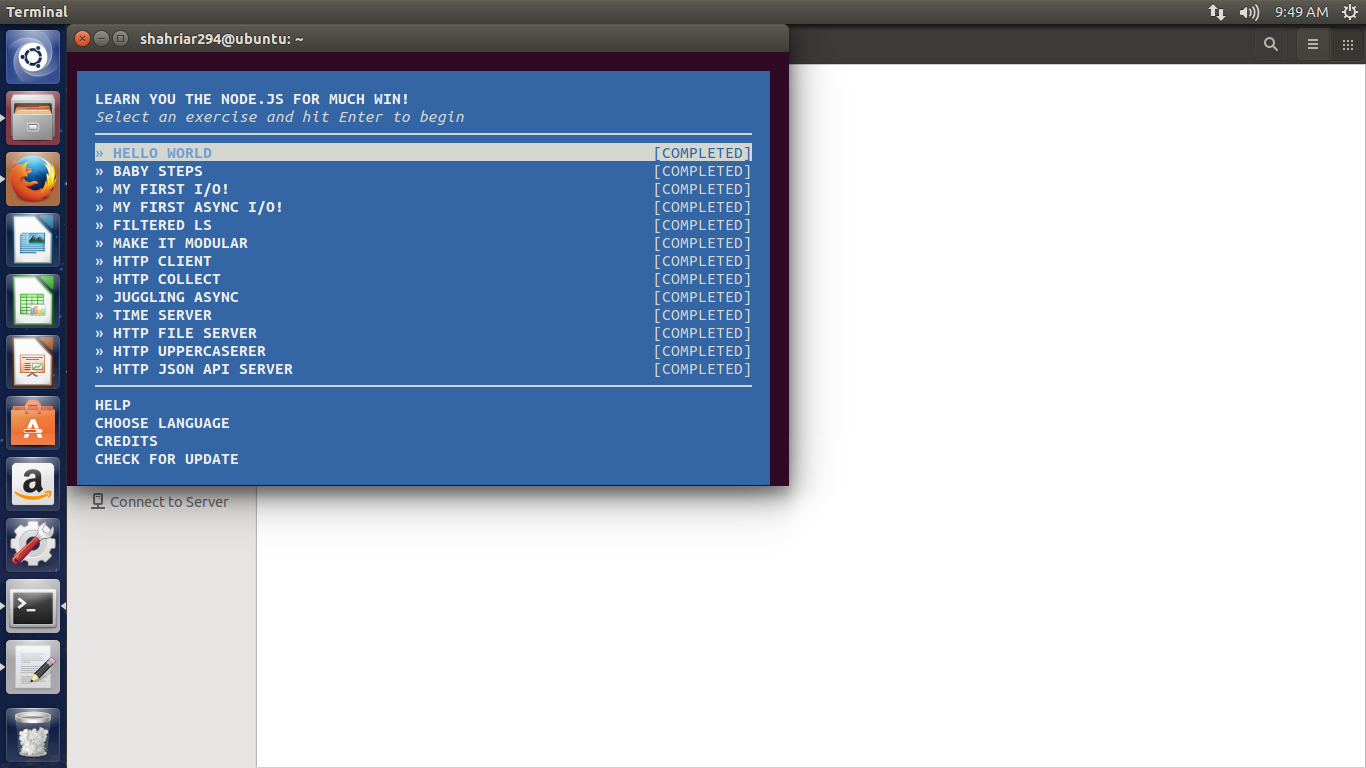 Terminal
9:49 AM
shahriar294@ubuntu: ~
LEARN YOU THE NODE.JS FOR MUCH WIN!
Select an exercise and hit Enter to begin
» HELLO WORLD [COMPLETED]
» BABY STEPS [COMPLETED]
» MY FIRST I/O! [COMPLETED]
» MY FIRST ASYNC I/O! [COMPLETED]
» FILTERED LS [COMPLETED]
» MAKE IT MODULAR [COMPLETED]
» HTTP CLIENT [COMPLETED]
» HTTP COLLECT [COMPLETED]
» JUGGLING ASYNC [COMPLETED]
» TIME SERVER [COMPLETED]
» HTTP FILE SERVER [COMPLETED]
» HTTP UPPERCASERER [COMPLETED]
» HTTP JSON API SERVER [COMPLETED]
HELP
CHOOSE LANGUAGE
CREDITS
CHECK FOR UPDATE
Connect to Server